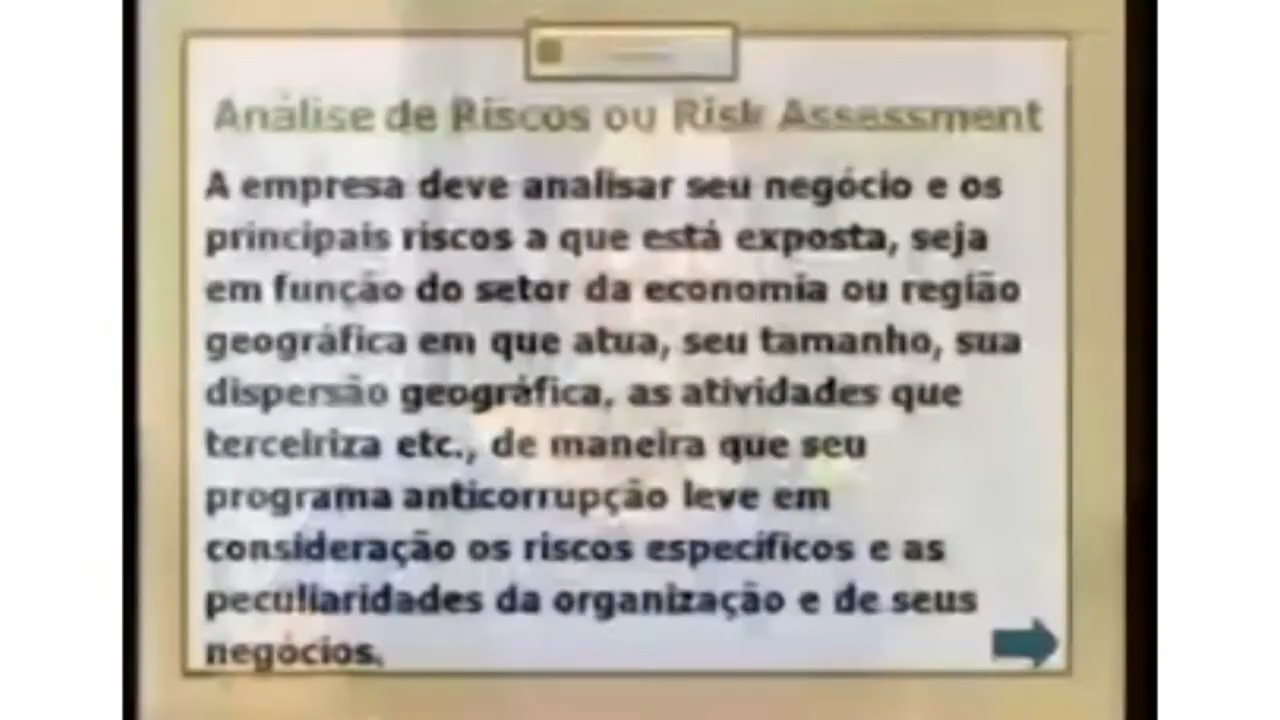 Análise de Riscos ou Risk Assessment
A empresa deve analisar seu negócio e os
principais riscos a que está exposta, seja
em função do setor da economia ou região
geográfica em que atua, seu tamanho, sua
dispersão geográfica, as atividades que
terceiriza etc., de maneira que seu
programa anticorrupção leve em
consideração os riscos específicos e as
peculiaridades da organização e de seus
negócios.